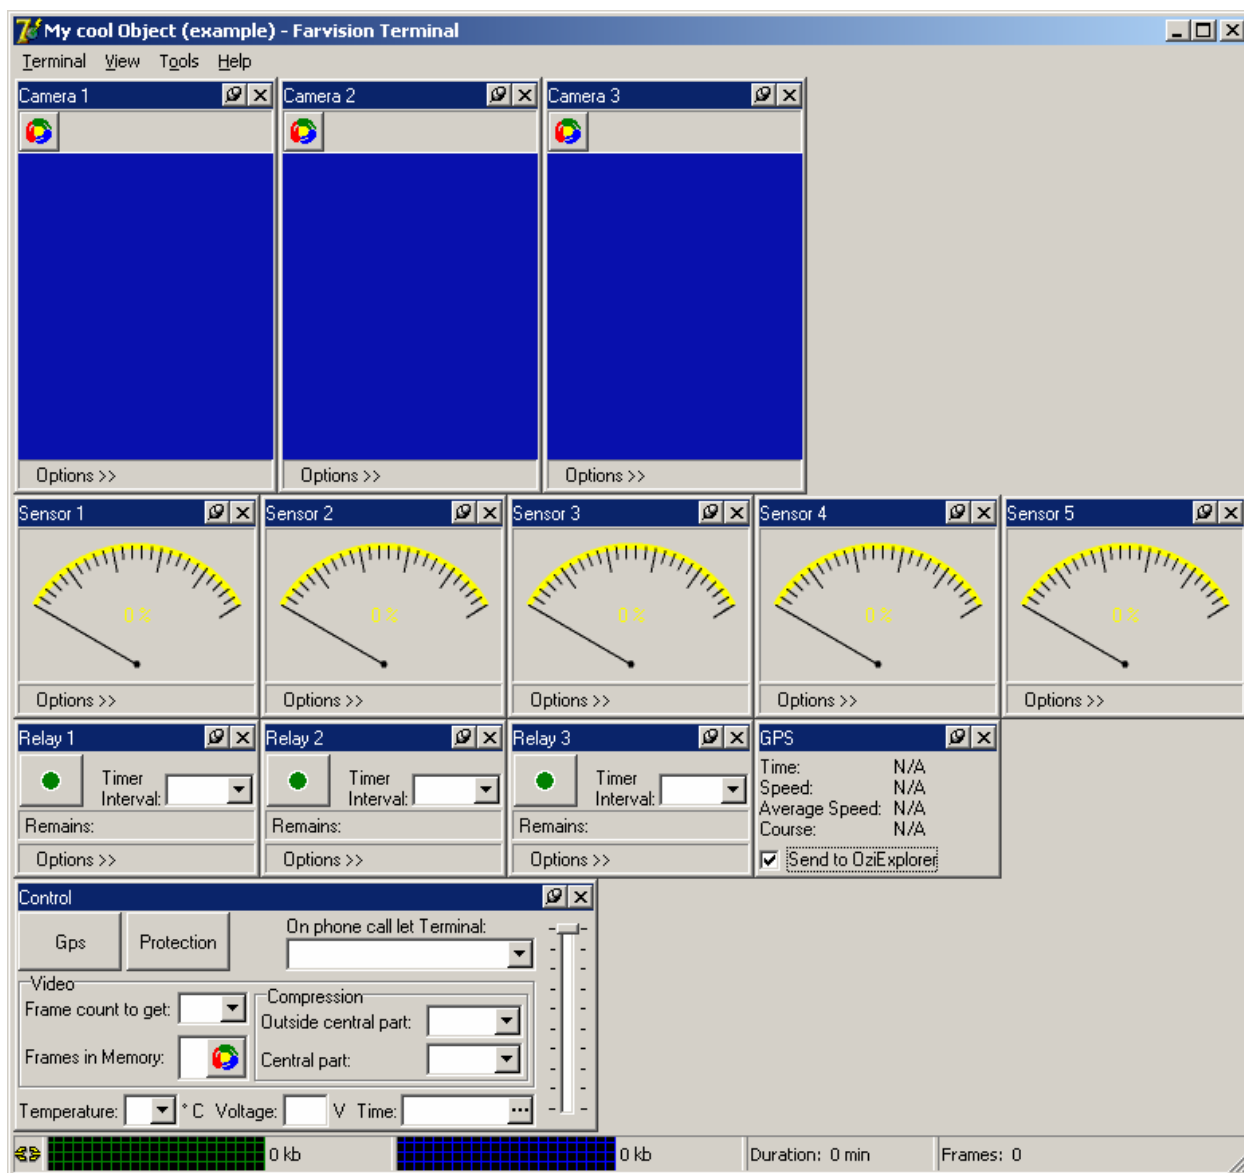 My cool Object (example) - Farvision Terminal
Terminal View Tools Help
Camera 1 Camera 2 Camera 3
Options >> Options >> Options >>
Sensor 1 Sensor 2 Sensor 3 Sensor 4 Sensor 5
0 % 0 % 0 % 0 % 0 %
Options >> Options >> Options >> Options >> Options >>
Relay 1 Relay 2 Relay 3 GPS
Timer Interval: Timer Interval: Timer Interval:
Remains: Remains: Remains:
Options >> Options >> Options >>
Time: N/A
Speed: N/A
Average Speed: N/A
Course: N/A
Send to OziExplorer
Control
Gps Protection On phone call let Terminal:
Video
Frame count to get:
Frames in Memory:
Compression
Outside central part:
Central part:
Temperature: ° C Voltage: V Time: ...
0 kb 0 kb Duration: 0 min Frames: 0